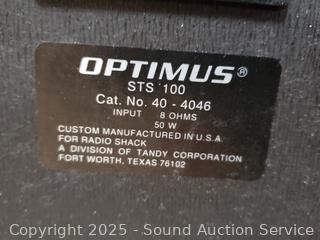 OPTIMUS®
STS 100
Cat. No. 40 - 4046
INPUT 8 OHMS
50 W
CUSTOM MANUFACTURED IN U.S.A.
FOR RADIO SHACK
A DIVISION OF TANDY CORPORATION
FORT WORTH, TEXAS 76102
Copyright © 2025 - Sound Auction Service